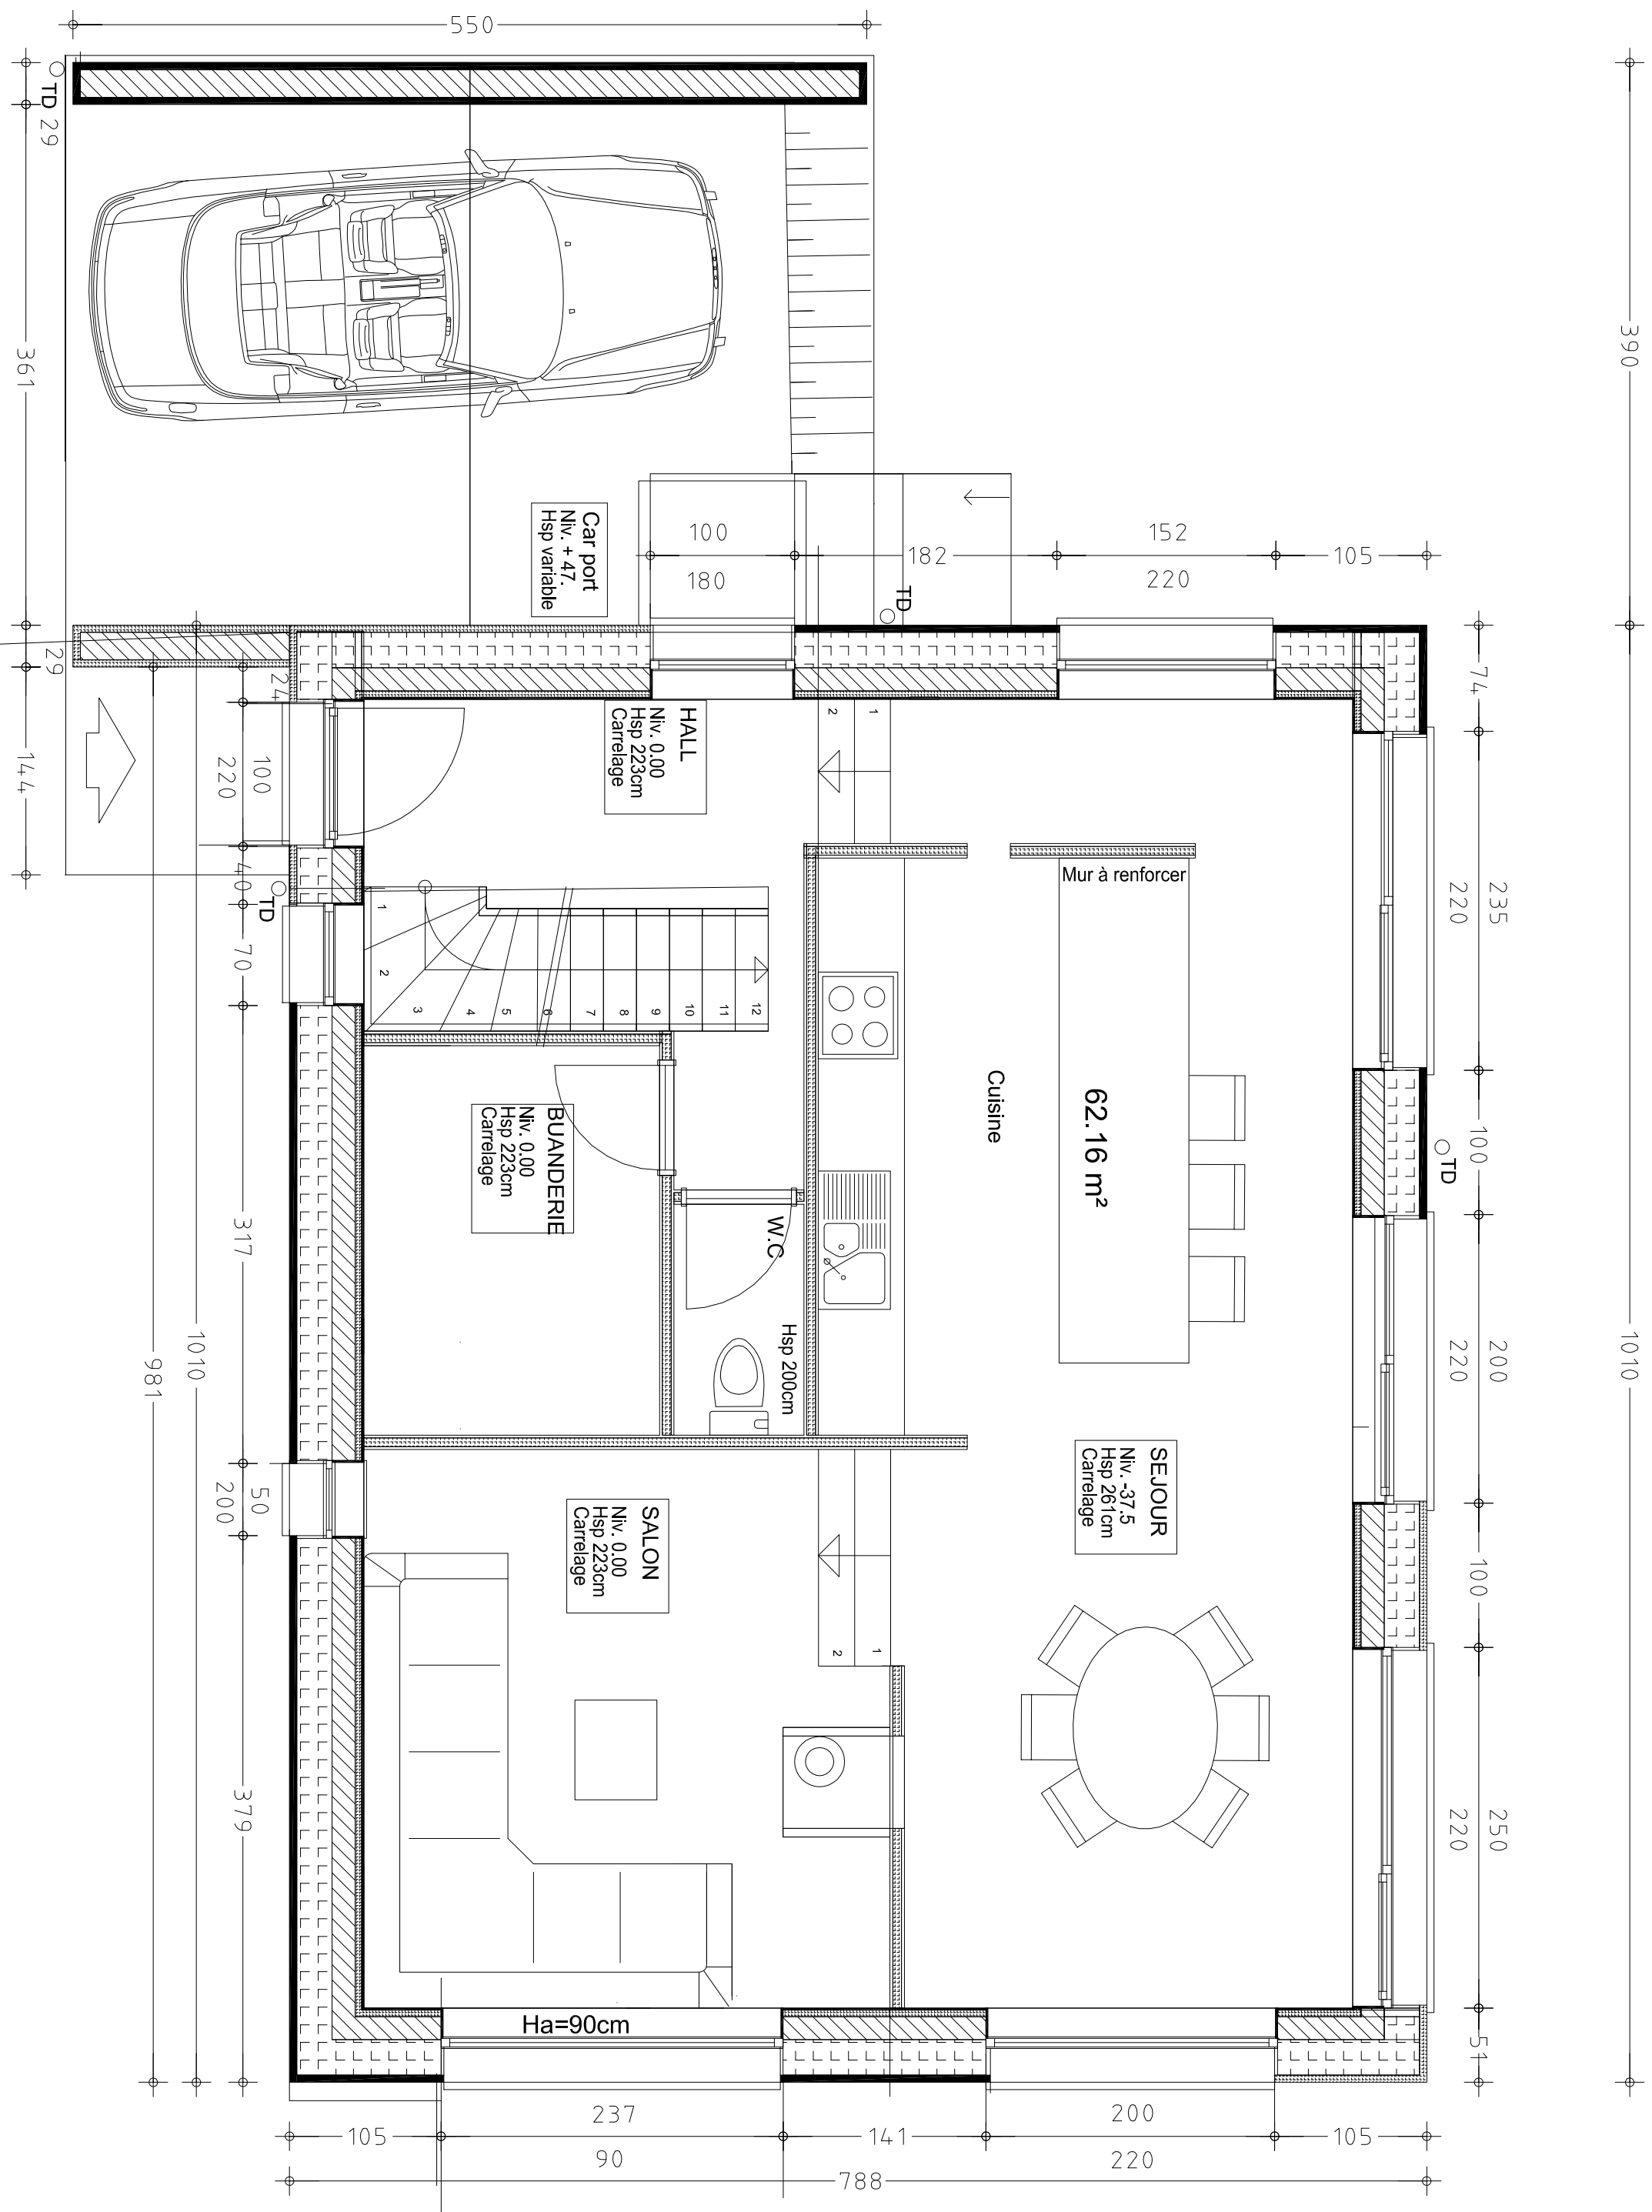 550
TD
29
361
29
144
390
1010
Car port
Niv. + 47.
Hsp variable
100
180
182
152
220
105
TD
24
100
220
40
TD
70
317
50
200
379
1010
981
74
235
220
100
TD
200
220
100
250
220
51
HALL
Niv. 0.00
Hsp 223cm
Carrelage
2
1
Mur à renforcer
1
2
3
4
5
6
7
8
9
10
11
12
Cuisine
62.16 m²
BUANDERIE
Niv. 0.00
Hsp 223cm
Carrelage
W.C
Hsp 200cm
SEJOUR
Niv. -37.5
Hsp 261cm
Carrelage
SALON
Niv. 0.00
Hsp 223cm
Carrelage
2
1
Ha=90cm
105
237
90
141
200
220
105
788